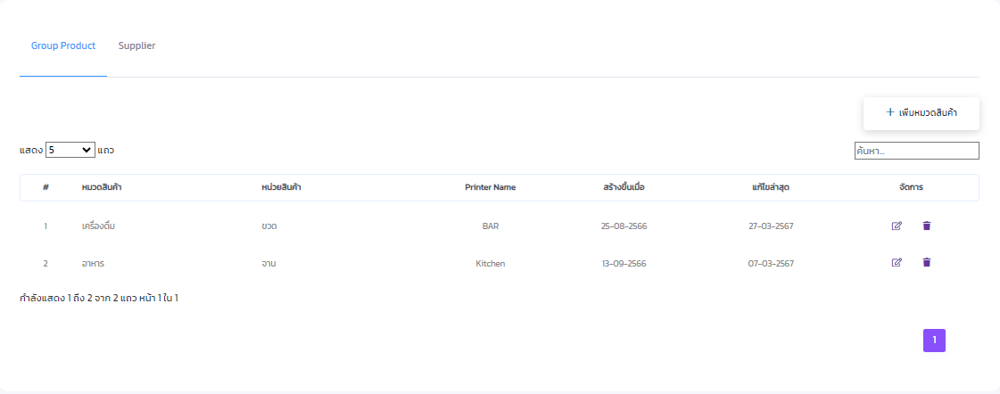 Group Product Supplier
+ เพิ่มหมวดสินค้า
แสดง 5 แถว ค้นหา...
# หมวดสินค้า หน่วยสินค้า Printer Name สร้างขึ้นเมื่อ แก้ไขล่าสุด จัดการ
1 เครื่องดื่ม ขวด BAR 25-08-2566 27-03-2567
2 อาหาร จาน Kitchen 13-09-2566 07-03-2567
กำลังแสดง 1 ถึง 2 จาก 2 แถว หน้า 1 ใน 1
1